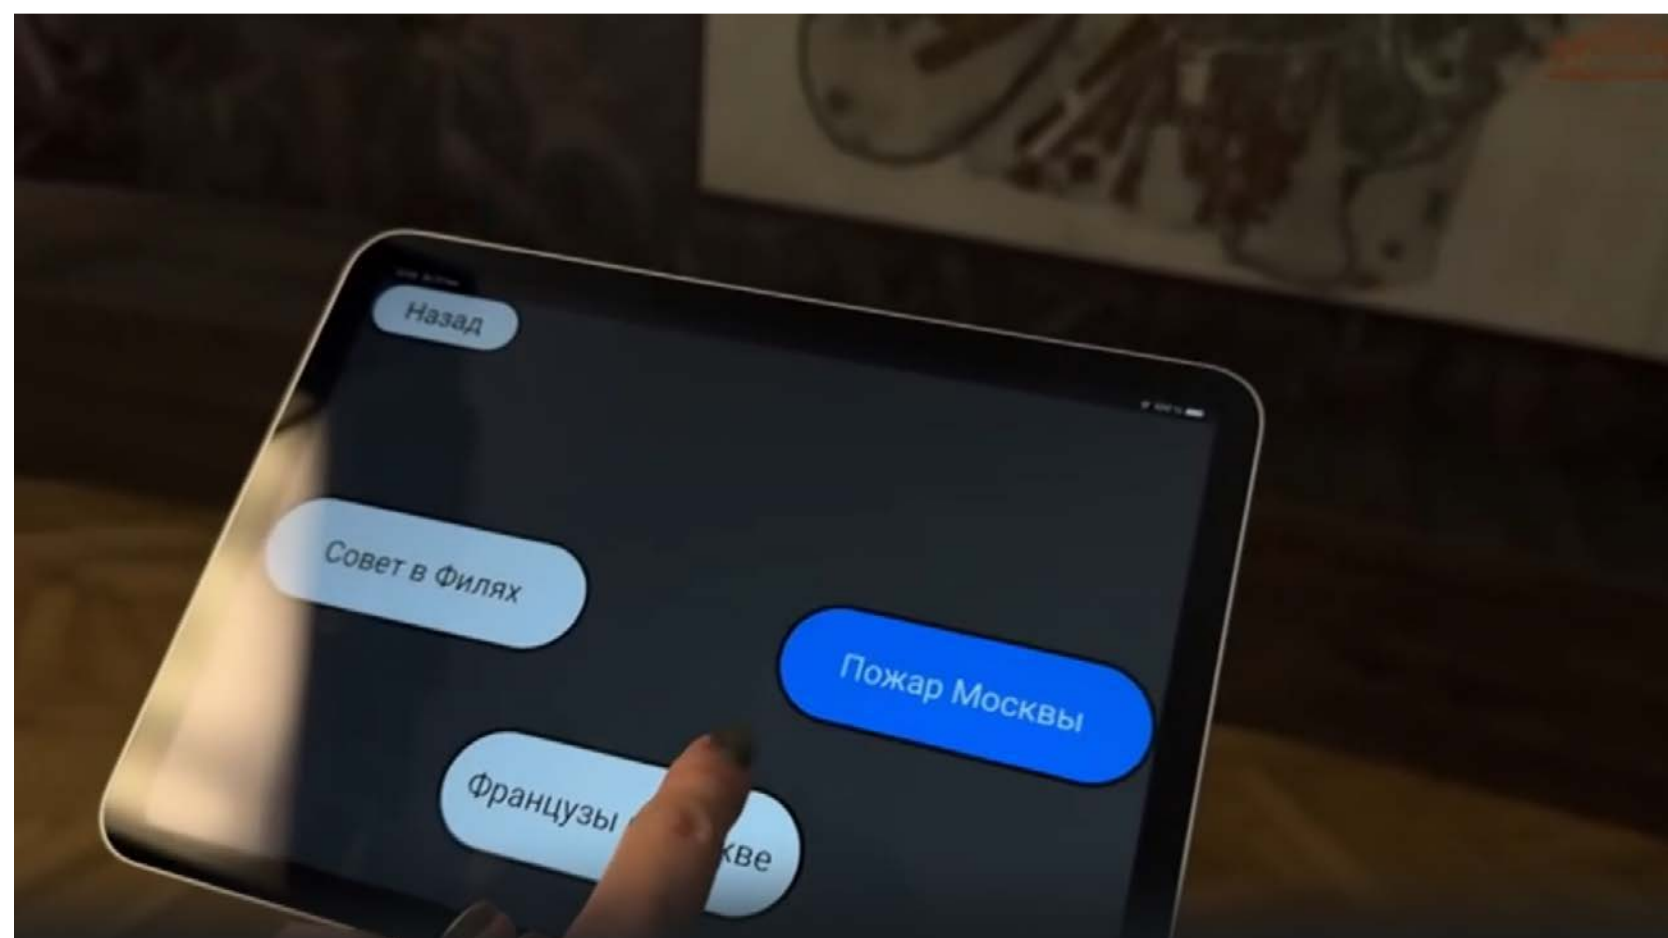 Назад
Совет в Филях
Пожар Москвы
Французы